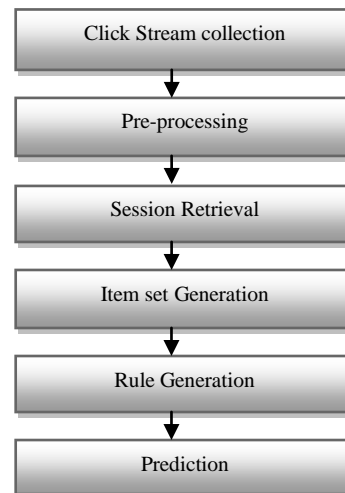 Click Stream collection
Pre-processing
Session Retrieval
Item set Generation
Rule Generation
Prediction